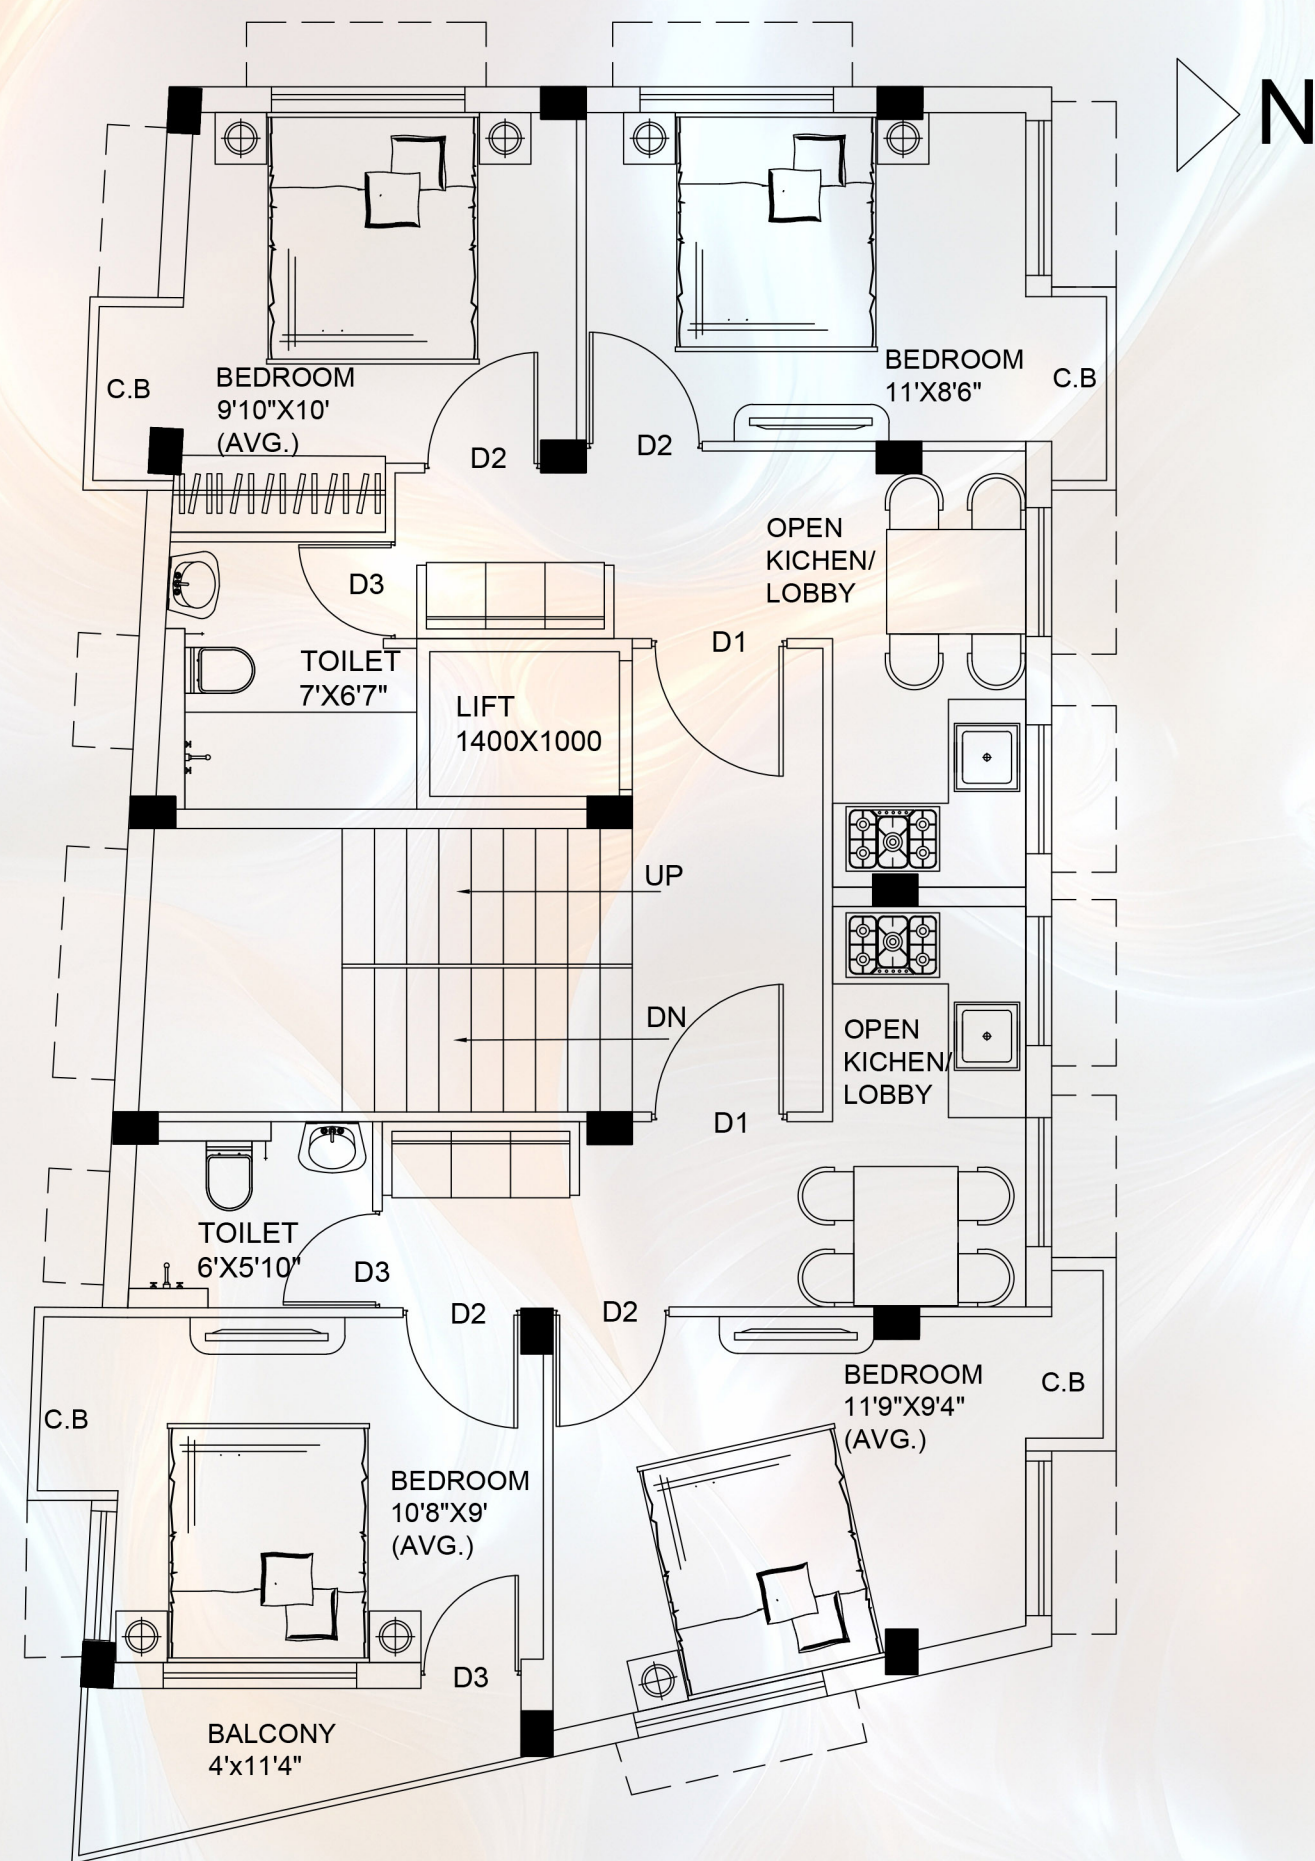 N
BEDROOM
9'10"X10'
(AVG.)
C.B
D2
D2
BEDROOM
11'X8'6"
C.B
OPEN
KICHEN/
LOBBY
D3
D1
TOILET
7'X6'7"
LIFT
1400X1000
UP
DN
OPEN
KICHEN/
LOBBY
D1
TOILET
6'X5'10"
D3
D2
D2
C.B
BEDROOM
11'9"X9'4"
(AVG.)
C.B
BEDROOM
10'8"X9'
(AVG.)
D3
BALCONY
4'x11'4"